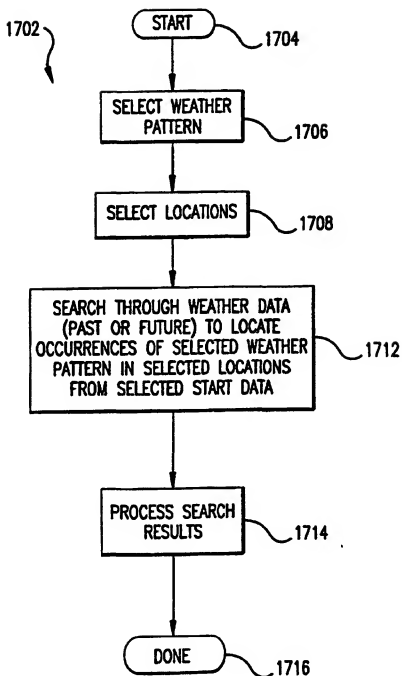 1702
START
1704
SELECT WEATHER
PATTERN
1706
SELECT LOCATIONS
1708
SEARCH THROUGH WEATHER DATA
(PAST OR FUTURE) TO LOCATE
OCCURRENCES OF SELECTED WEATHER
PATTERN IN SELECTED LOCATIONS
FROM SELECTED START DATA
1712
PROCESS SEARCH
RESULTS
1714
DONE
1716